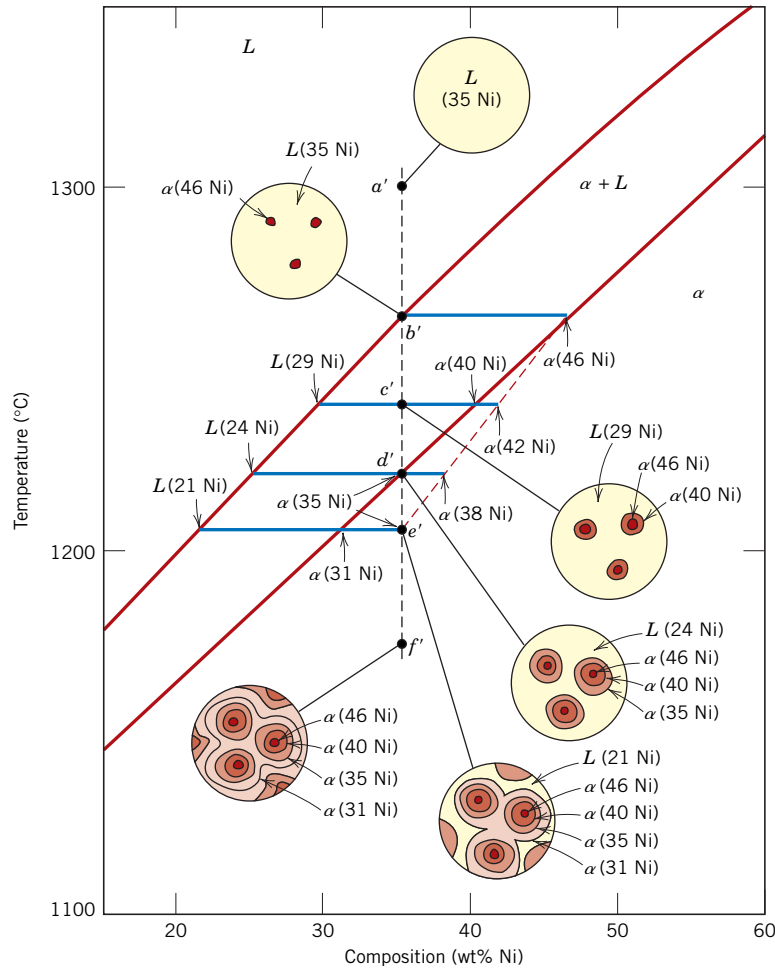 L
L
(35 Ni)
L(35 Ni)
α(46 Ni)
1300
a′
α + L
α
b′
L(29 Ni)
α(40 Ni)
α(46 Ni)
c′
L(24 Ni)
α(42 Ni)
L(29 Ni)
d′
α(46 Ni)
L(21 Ni)
α(35 Ni)
α(38 Ni)
α(40 Ni)
Temperature (°C)
1200
e′
α(31 Ni)
L (24 Ni)
f′
α(46 Ni)
α(40 Ni)
α(35 Ni)
α(46 Ni)
α(40 Ni)
α(35 Ni)
α(31 Ni)
L (21 Ni)
α(46 Ni)
α(40 Ni)
α(35 Ni)
α(31 Ni)
1100
20
30
40
50
60
Composition (wt% Ni)